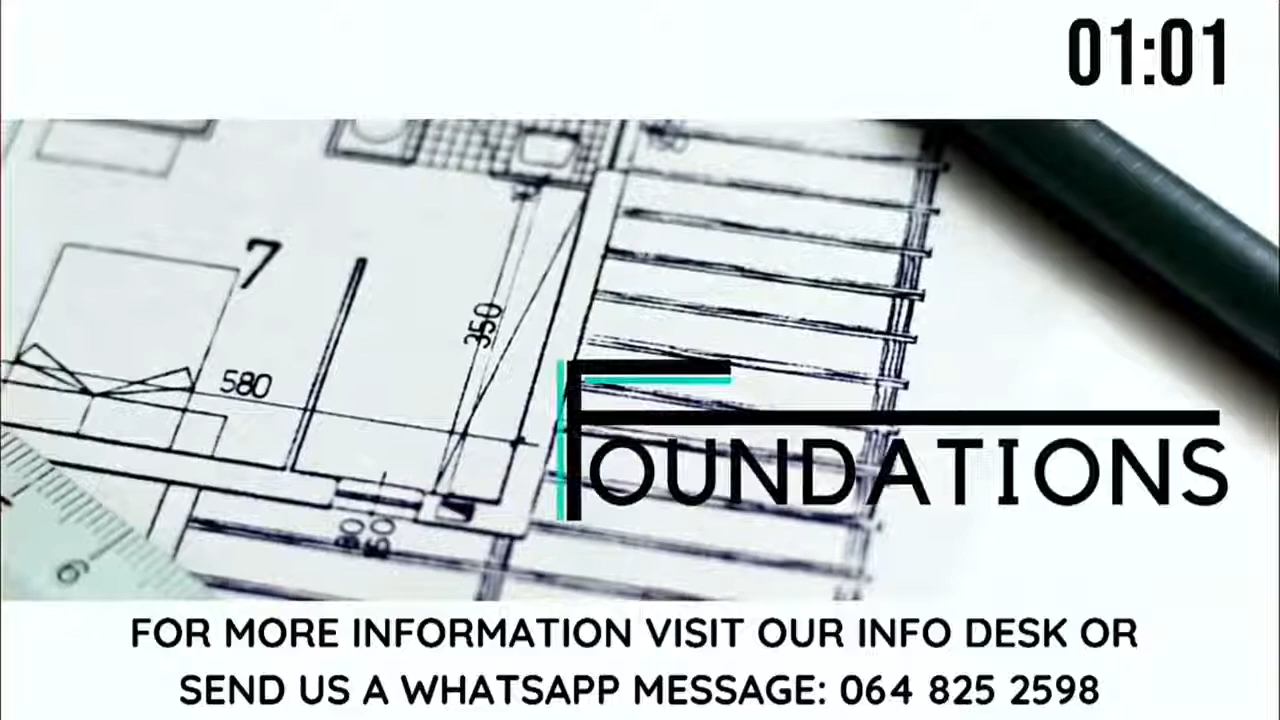 01:01
7
350
580
6
FOUNDATIONS
FOR MORE INFORMATION VISIT OUR INFO DESK OR
SEND US A WHATSAPP MESSAGE: 064 825 2598